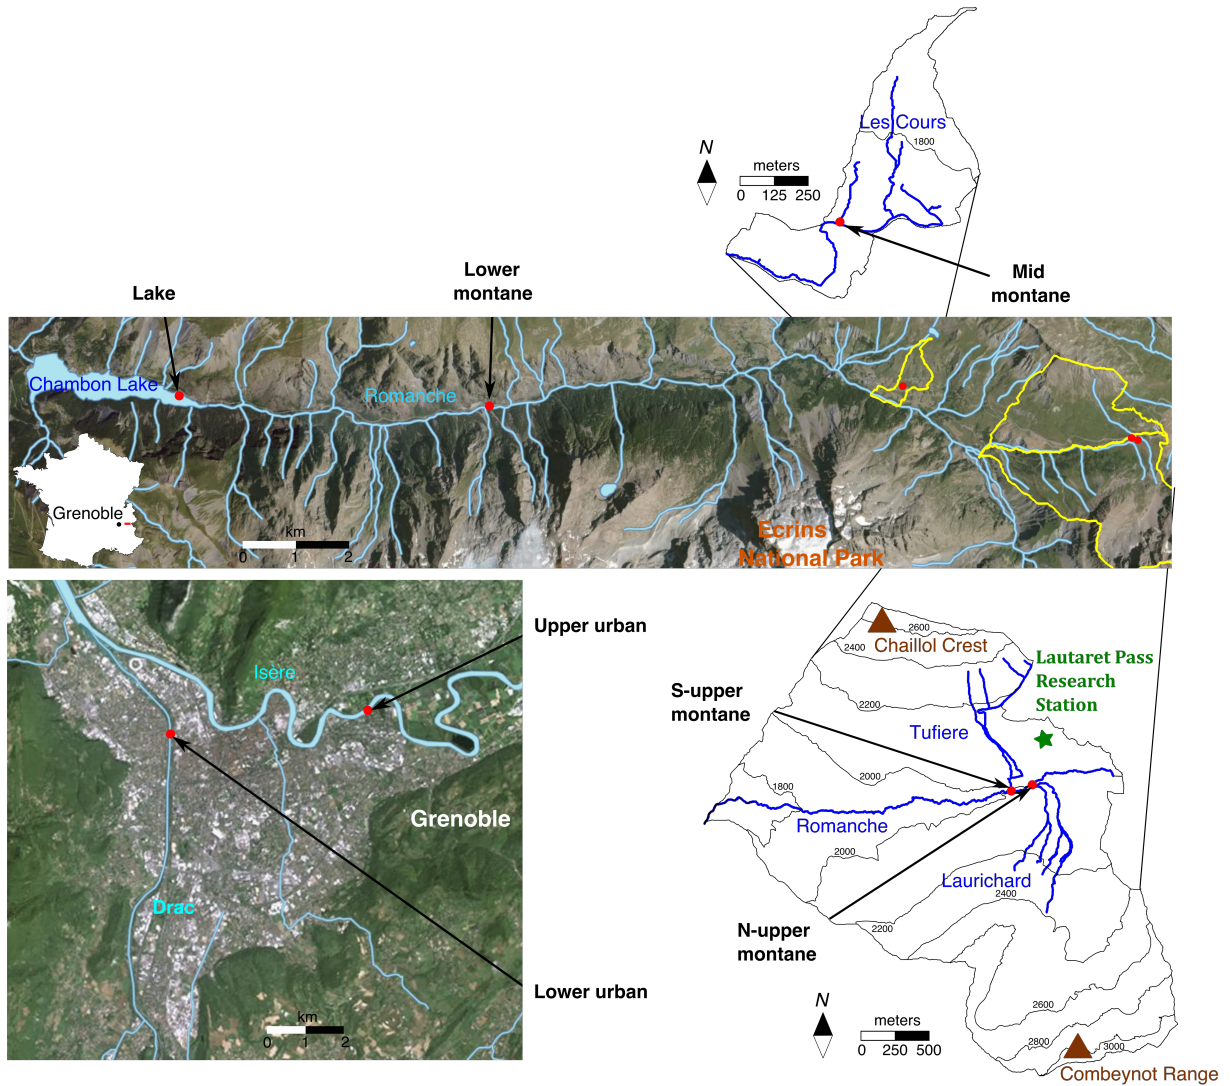 Les Cours
1800
N
meters
0 125 250
Mid
montane
Lake
Lower
montane
Chambon Lake
Romanche
Grenoble
km
0 1 2
Ecrins
National Park
Upper urban
Isère
Grenoble
Drac
Lower urban
km
0 1 2
2600
Chaillol Crest
2400
Lautaret Pass
Research
Station
S-upper
montane
2200
Tufiere
2000
1800
Romanche
2000
Laurichard
2400
2200
N-upper
montane
N
meters
0 250 500
2600
2800
3000
Combeynot Range